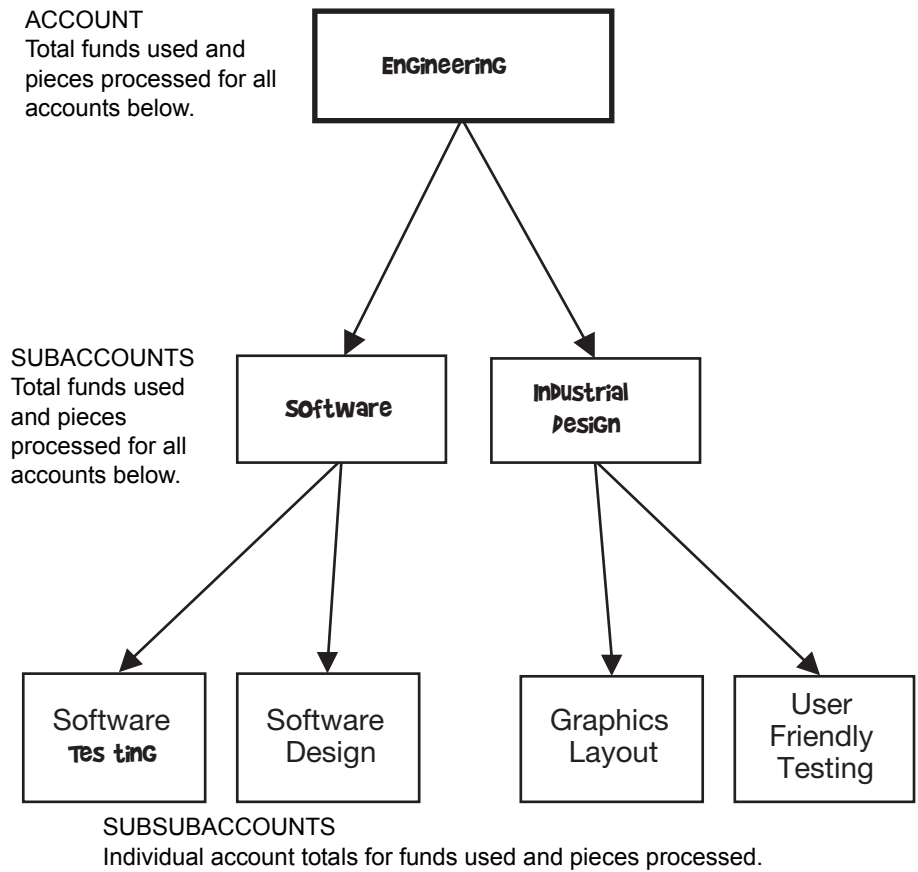 ACCOUNT
Total funds used and
pieces processed for all
accounts below.
Engineering
SUBACCOUNTS
Total funds used
and pieces
processed for all
accounts below.
Software
Industrial
Design
Software
Tes ting
Software
Design
Graphics
Layout
User
Friendly
Testing
SUBSUBACCOUNTS
Individual account totals for funds used and pieces processed.